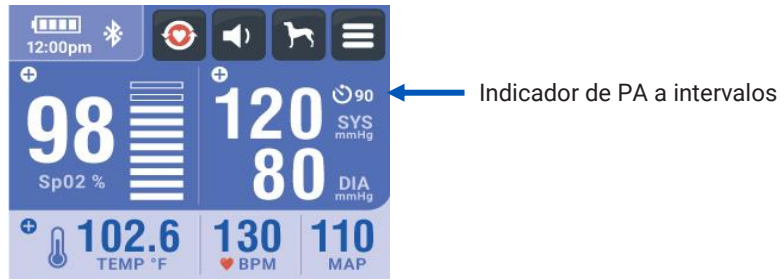 12:00pm
98
Sp02 %
120
90
SYS
mmHg
80
DIA
mmHg
102.6
TEMP °F
130
BPM
110
MAP
Indicador de PA a intervalos